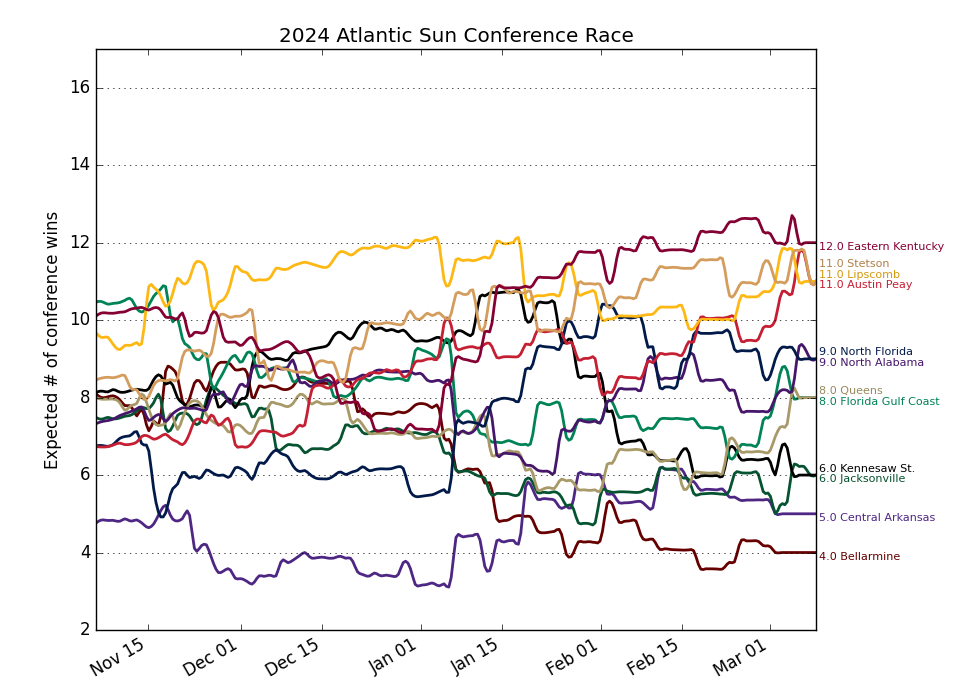 2024 Atlantic Sun Conference Race
Expected # of conference wins
16
14
12
10
8
6
4
2
12.0 Eastern Kentucky
11.0 Stetson
11.0 Lipscomb
11.0 Austin Peay
9.0 North Florida
9.0 North Alabama
8.0 Queens
8.0 Florida Gulf Coast
6.0 Kennesaw St.
6.0 Jacksonville
5.0 Central Arkansas
4.0 Bellarmine
Nov 15
Dec 01
Dec 15
Jan 01
Jan 15
Feb 01
Feb 15
Mar 01